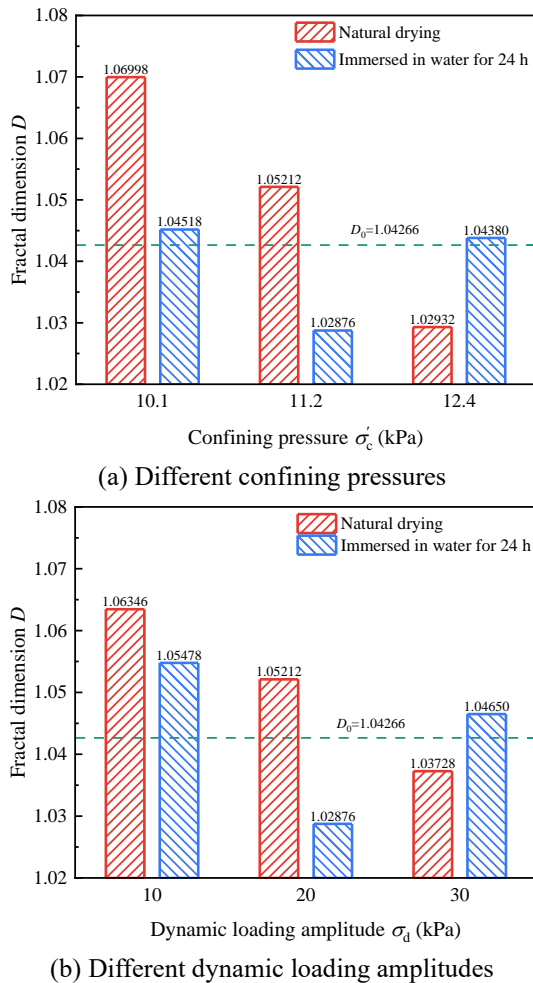 1.08
1.07
1.06
1.05
1.04
1.03
1.02
Fractal dimension D
Natural drying
Immersed in water for 24 h
1.06998
1.04518
1.05212
1.02876
D₀=1.04266
1.02932
1.04380
10.1 11.2 12.4
Confining pressure σ′c (kPa)
(a) Different confining pressures
1.08
1.07
1.06
1.05
1.04
1.03
1.02
Fractal dimension D
Natural drying
Immersed in water for 24 h
1.06346
1.05478
1.05212
1.02876
D₀=1.04266
1.03728
1.04650
10 20 30
Dynamic loading amplitude σd (kPa)
(b) Different dynamic loading amplitudes